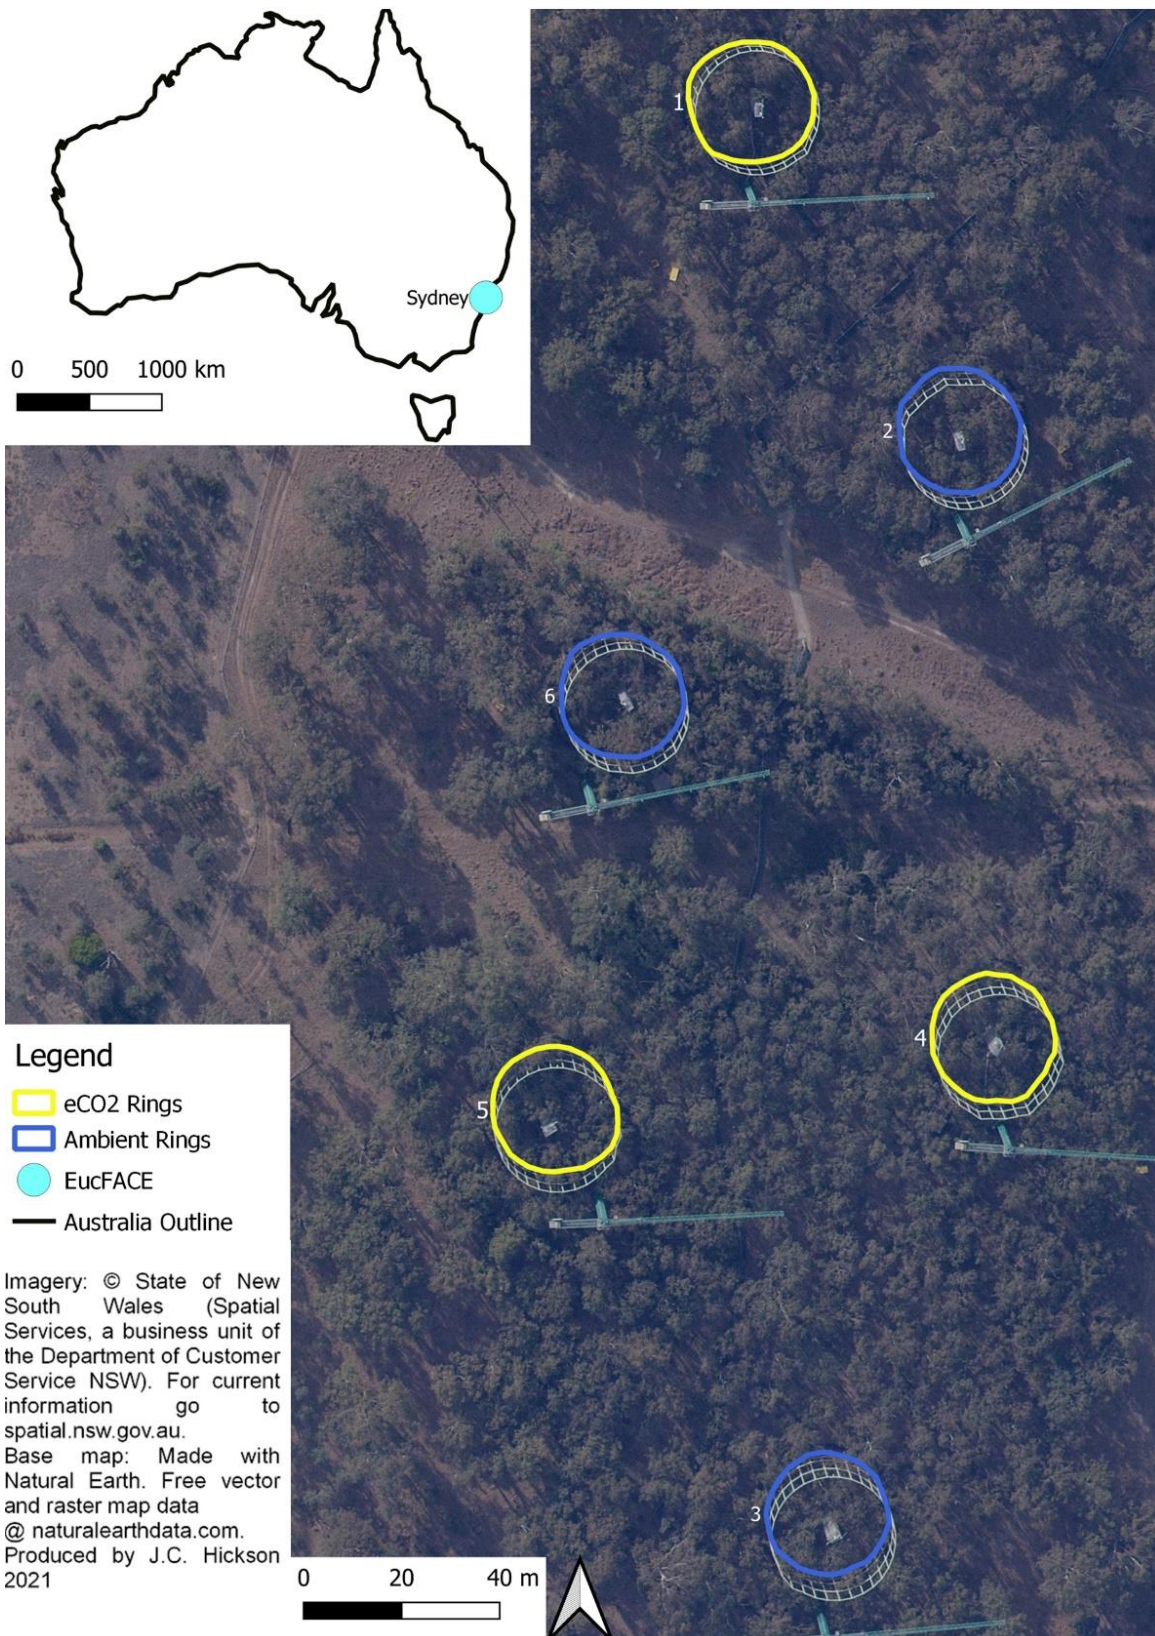 1
Sydney
0 500 1000 km
2
6
4
5
Legend
eCO2 Rings
Ambient Rings
EucFACE
Australia Outline
Imagery: © State of New
South Wales (Spatial
Services, a business unit of
the Department of Customer
Service NSW). For current
information go to
spatial.nsw.gov.au.
Base map: Made with
Natural Earth. Free vector
and raster map data
@ naturalearthdata.com.
Produced by J.C. Hickson
2021
3
0 20 40 m